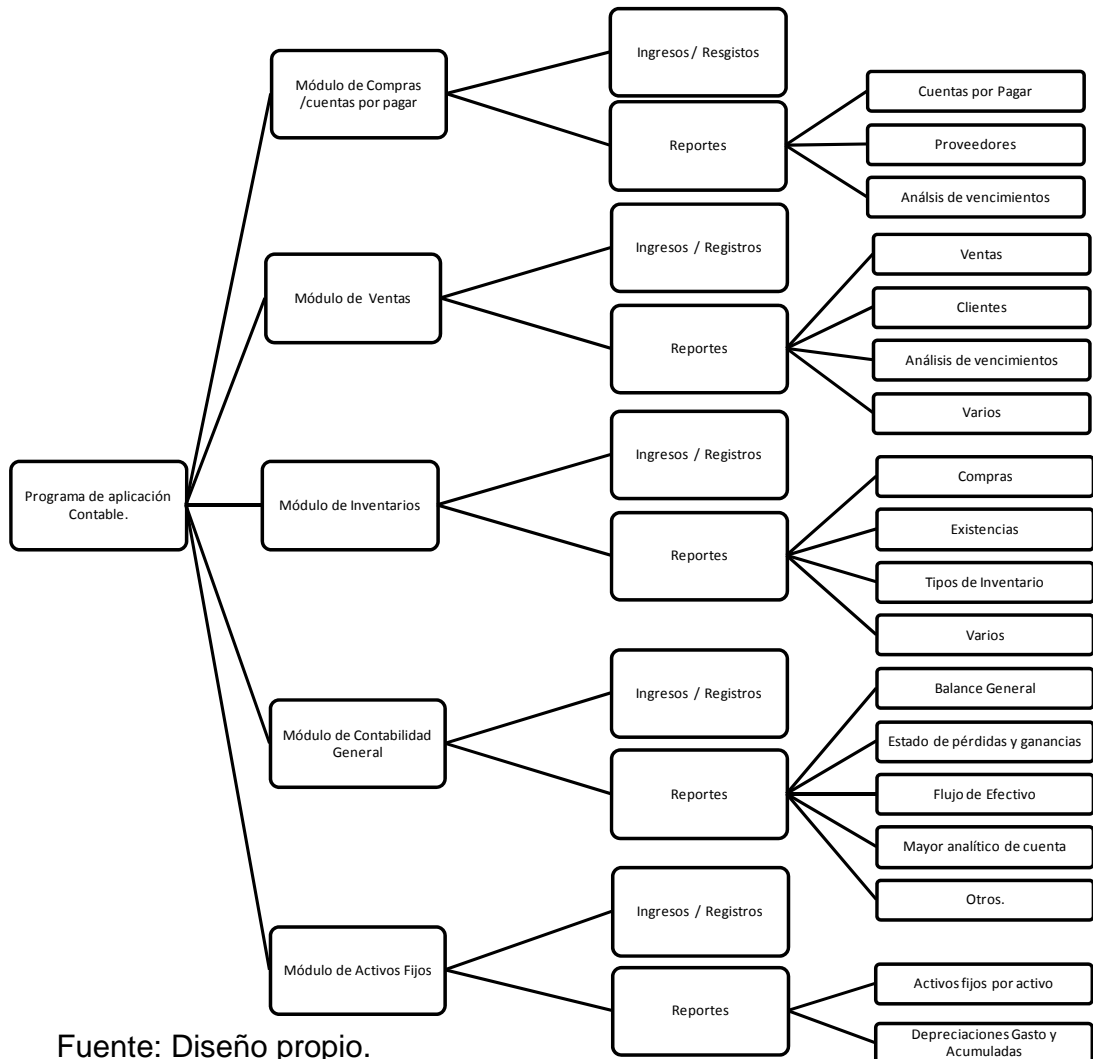 Programa de aplicación
Contable.
Módulo de Compras
/cuentas por pagar
Ingresos / Resgistos
Reportes
Cuentas por Pagar
Proveedores
Análsis de vencimientos
Módulo de Ventas
Ingresos / Registros
Reportes
Ventas
Clientes
Análisis de vencimientos
Varios
Módulo de Inventarios
Ingresos / Registros
Reportes
Compras
Existencias
Tipos de Inventario
Varios
Módulo de Contabilidad
General
Ingresos / Registros
Reportes
Balance General
Estado de pérdidas y ganancias
Flujo de Efectivo
Mayor analítico de cuenta
Otros.
Módulo de Activos Fijos
Ingresos / Registros
Reportes
Activos fijos por activo
Depreciaciones Gasto y
Acumuladas
Fuente: Diseño propio.